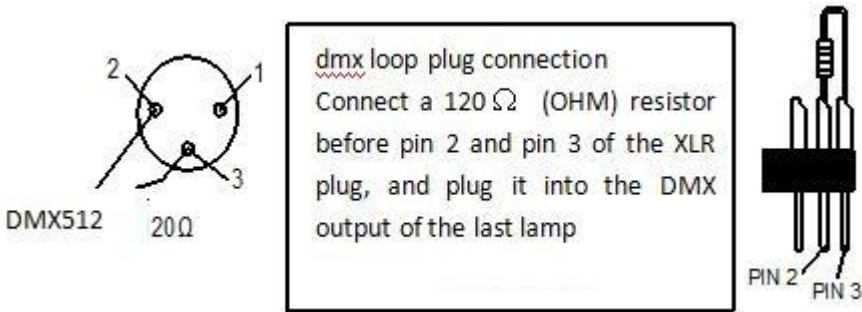 2
1
3
DMX512
20Ω
dmx loop plug connection
Connect a 120 Ω (OHM) resistor
before pin 2 and pin 3 of the XLR
plug, and plug it into the DMX
output of the last lamp
PIN 2
PIN 3